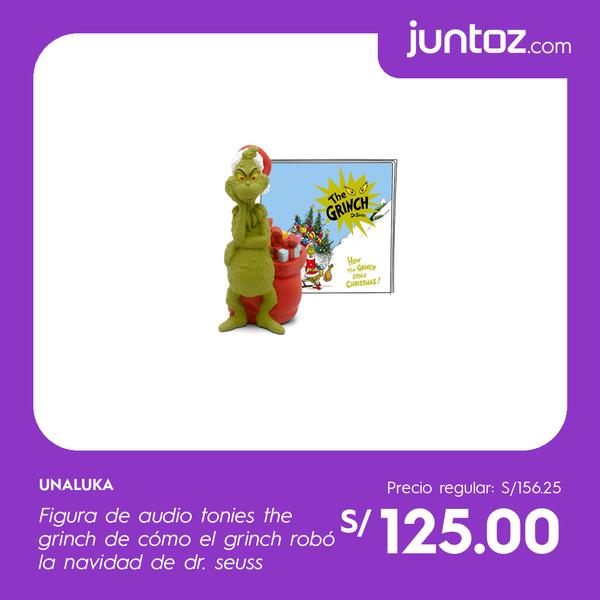 juntoz.com
The
GRINCH
Dr. Seuss
HOW
THE GRINCH
STOLE
CHRISTMAS!
UNALUKA
Figura de audio tonies the
grinch de cómo el grinch robó
la navidad de dr. seuss
Precio regular: S/156.25
S/125.00